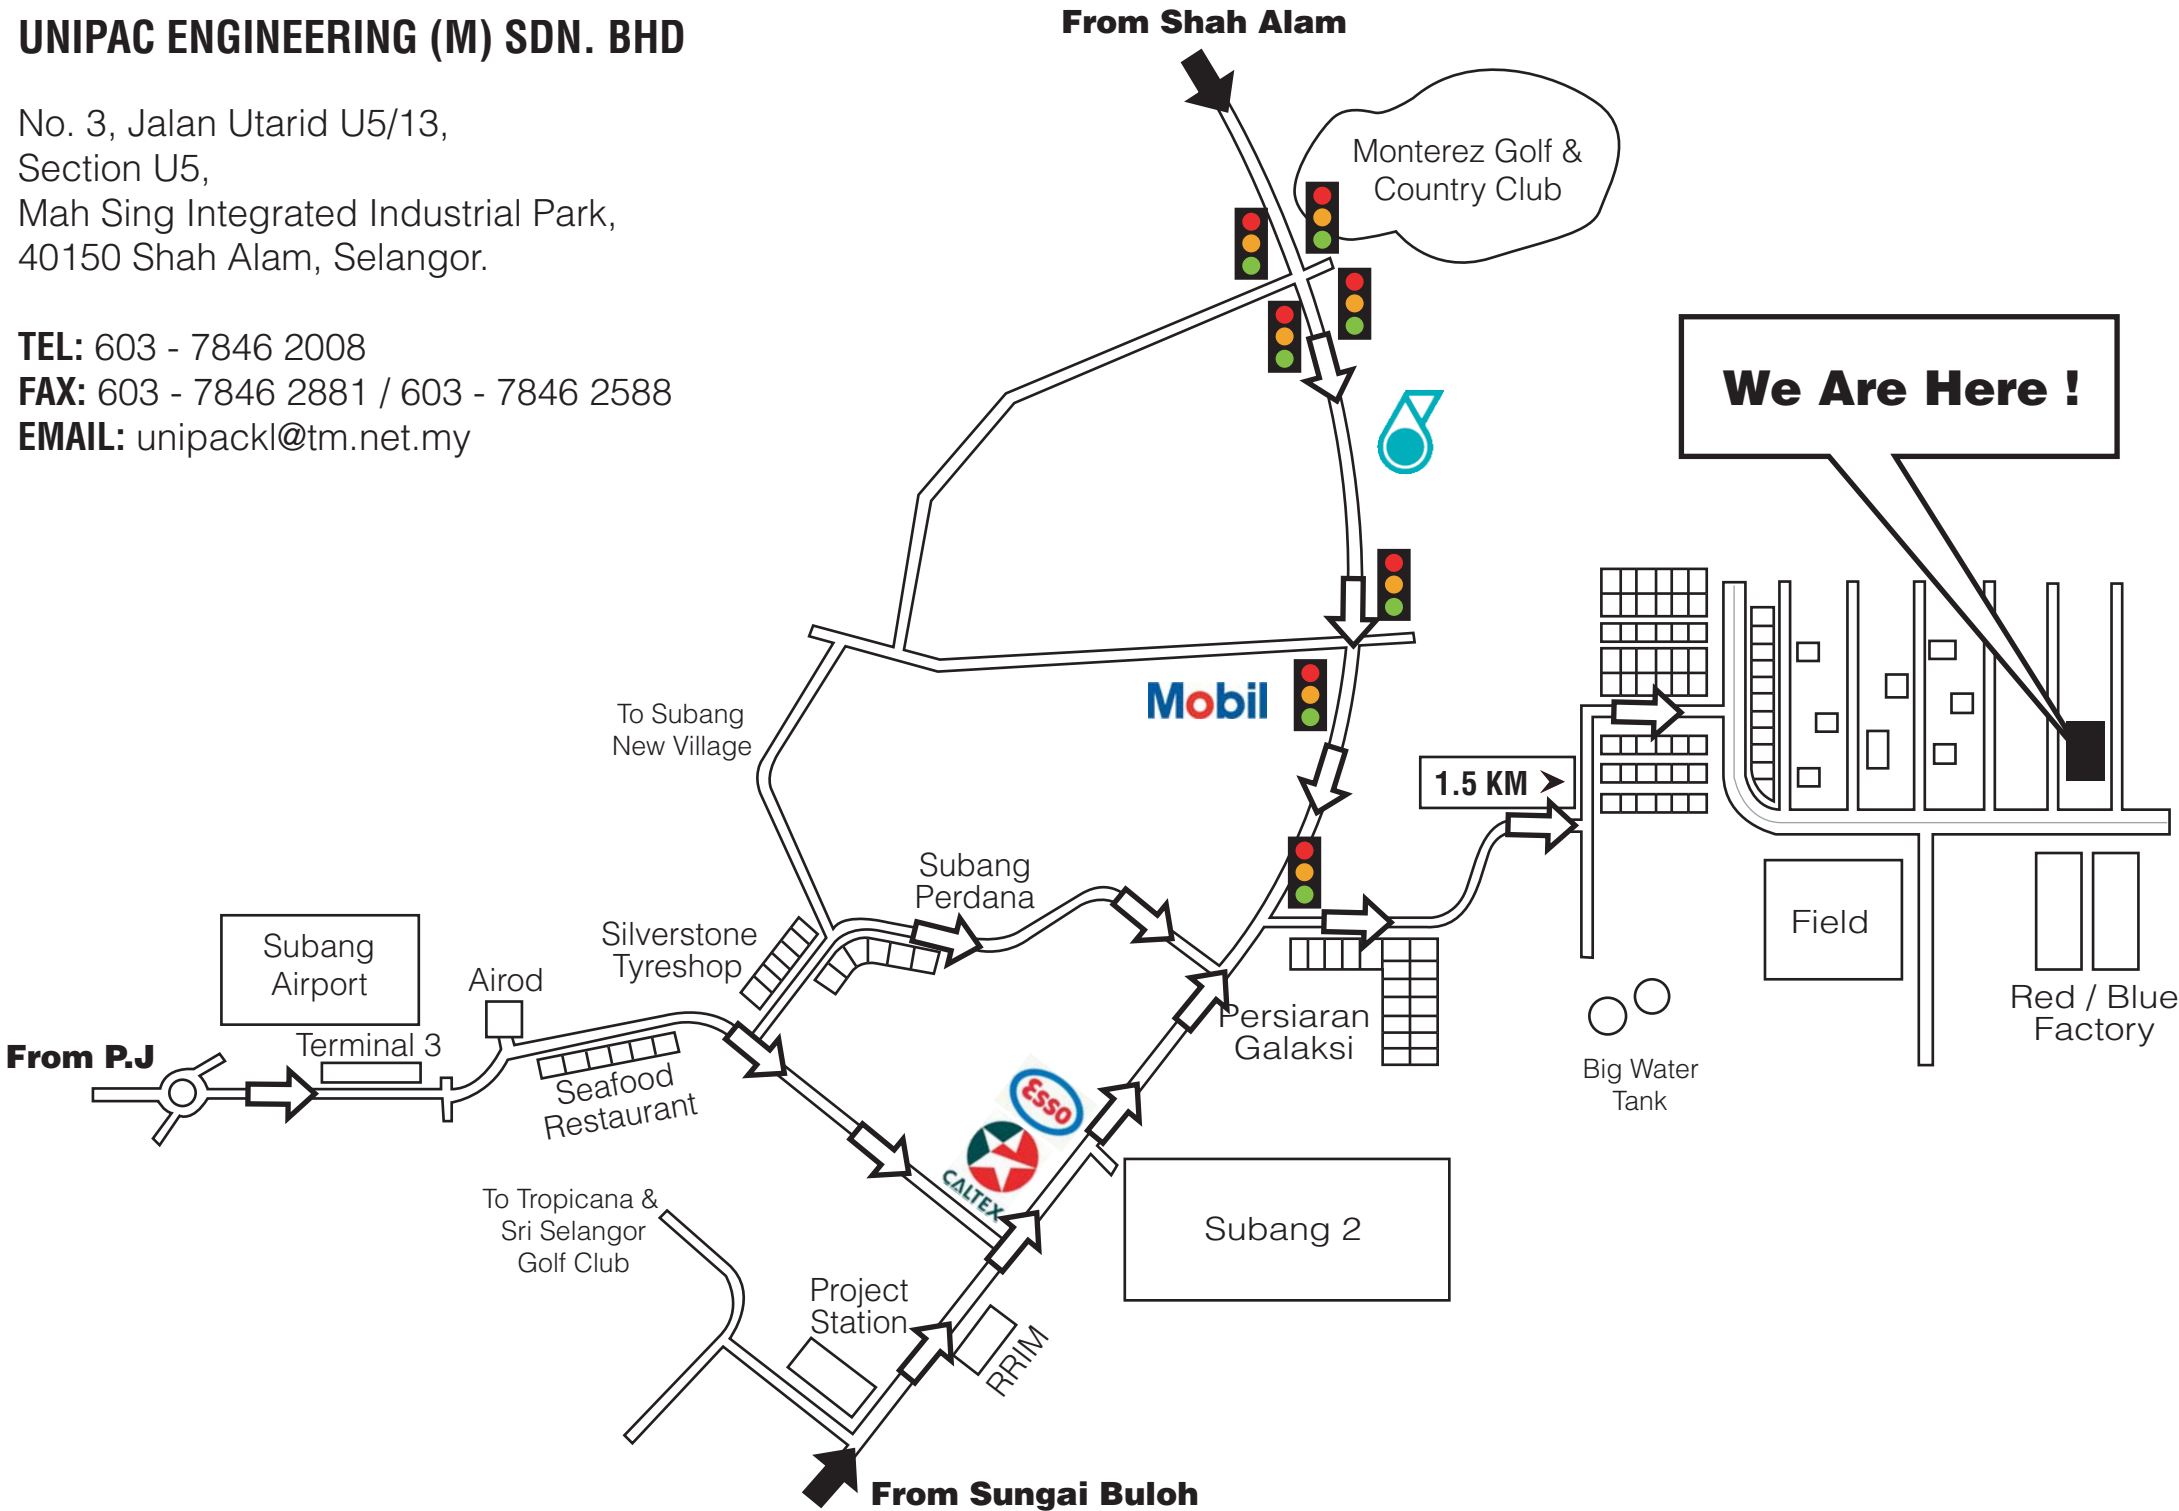 UNIPAC ENGINEERING (M) SDN. BHD
No. 3, Jalan Utarid U5/13,
Section U5,
Mah Sing Integrated Industrial Park,
40150 Shah Alam, Selangor.
TEL: 603 - 7846 2008
FAX: 603 - 7846 2881 / 603 - 7846 2588
EMAIL: unipackl@tm.net.my
From Shah Alam
Monterez Golf &
Country Club
We Are Here !
Mobil
To Subang
New Village
1.5 KM
Subang
Perdana
Silverstone
Tyreshop
Subang
Airport
Airod
Terminal 3
From P.J
Seafood
Restaurant
Persiaran
Galaksi
Field
Red / Blue
Factory
Big Water
Tank
Esso
CALTEX
Subang 2
To Tropicana &
Sri Selangor
Golf Club
Project
Station
RRIM
From Sungai Buloh